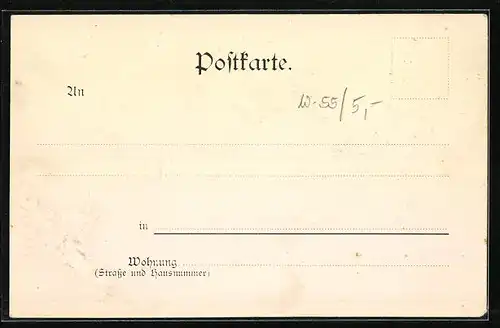 Postkarte.
An
W-55/5,-
in
Wohnung
(Straße und Hausnummer)